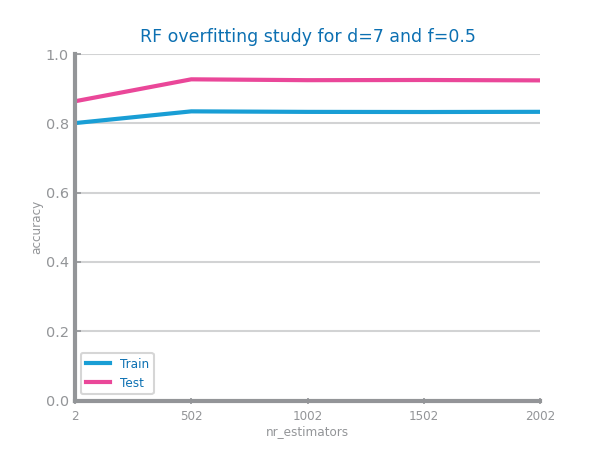 RF overfitting study for d=7 and f=0.5
1.0
0.8
0.6
0.4
0.2
0.0
accuracy
Train
Test
2 502 1002 1502 2002
nr_estimators